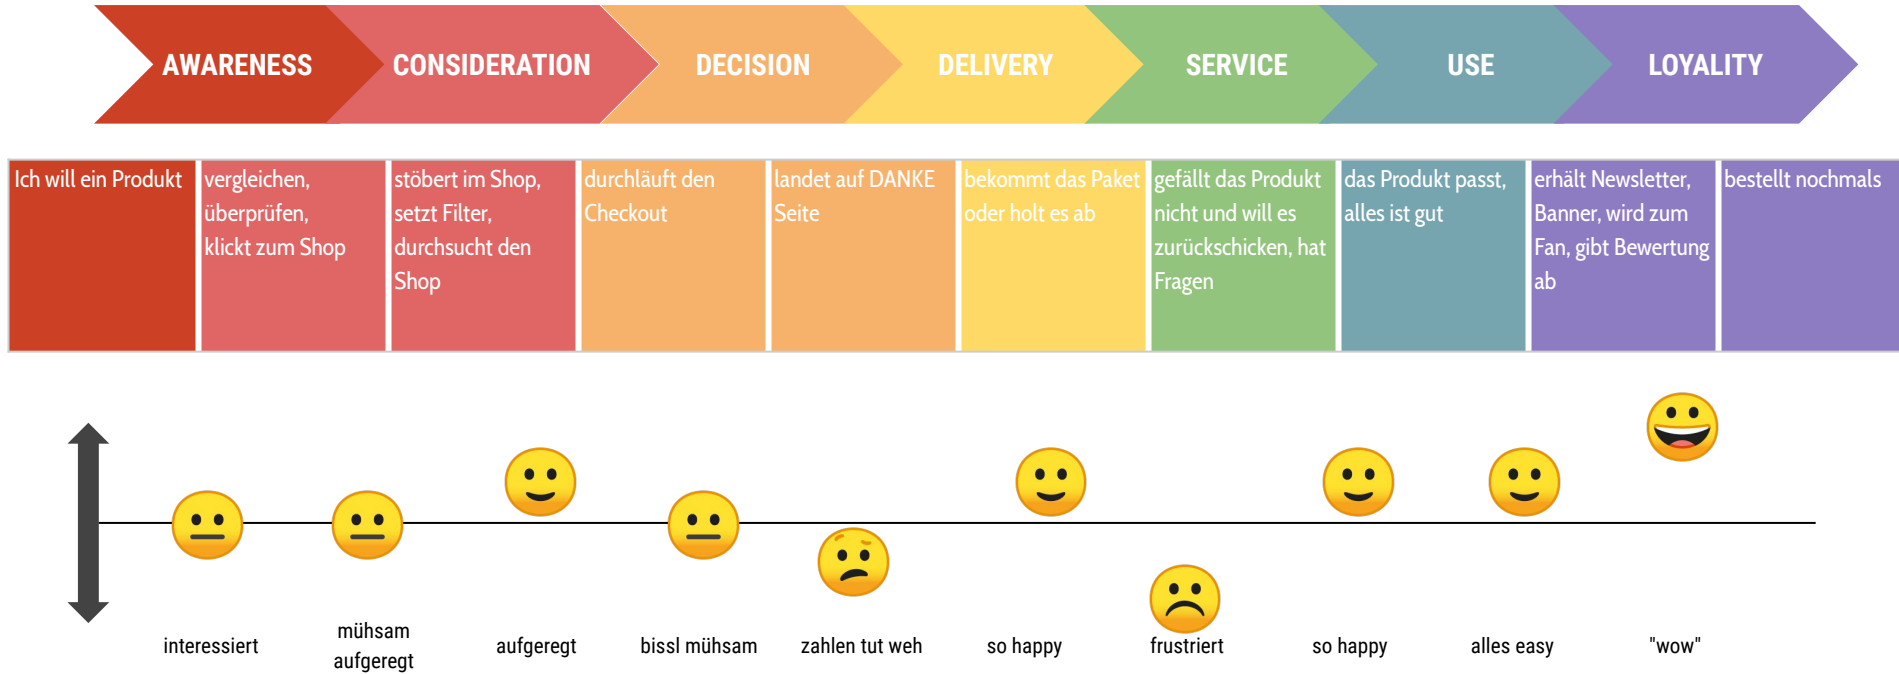 AWARENESS
CONSIDERATION
DECISION
DELIVERY
SERVICE
USE
LOYALITY
Ich will ein Produkt
vergleichen,
überprüfen,
klickt zum Shop
stöbert im Shop,
setzt Filter,
durchsucht den
Shop
durchläuft den
Checkout
landet auf DANKE
Seite
bekommt das Paket
oder holt es ab
gefällt das Produkt
nicht und will es
zurückschicken, hat
Fragen
das Produkt passt,
alles ist gut
erhält Newsletter,
Banner, wird zum
Fan, gibt Bewertung
ab
bestellt nochmals
interessiert
mühsam
aufgeregt
aufgeregt
bissl mühsam
zahlen tut weh
so happy
frustriert
so happy
alles easy
"wow"